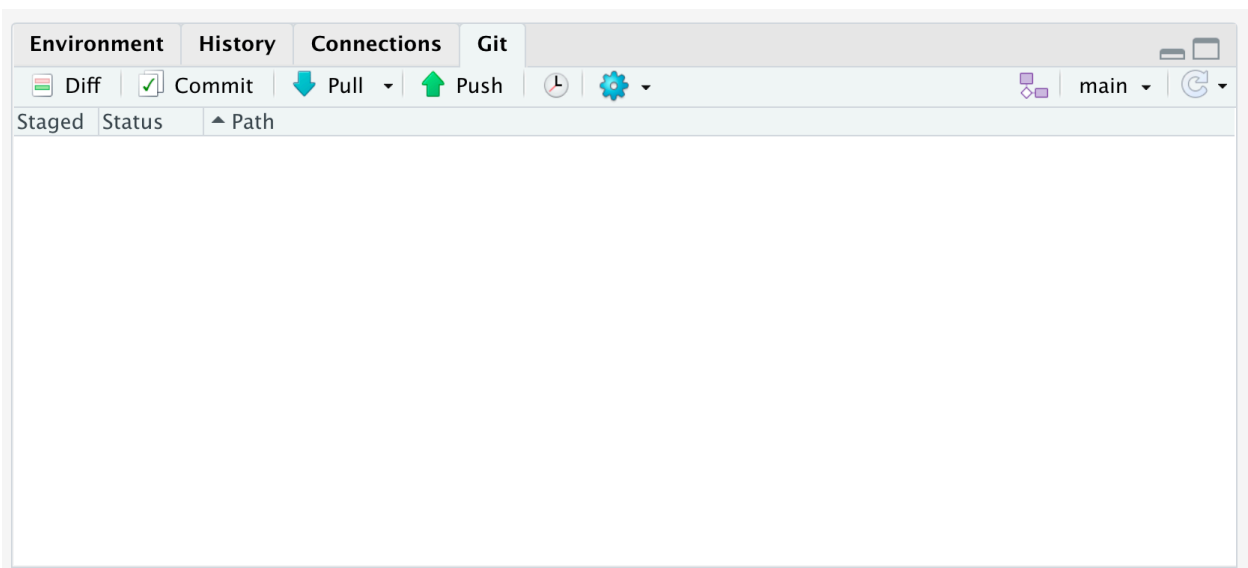 Environment History Connections Git
Diff Commit Pull Push main
Staged Status Path